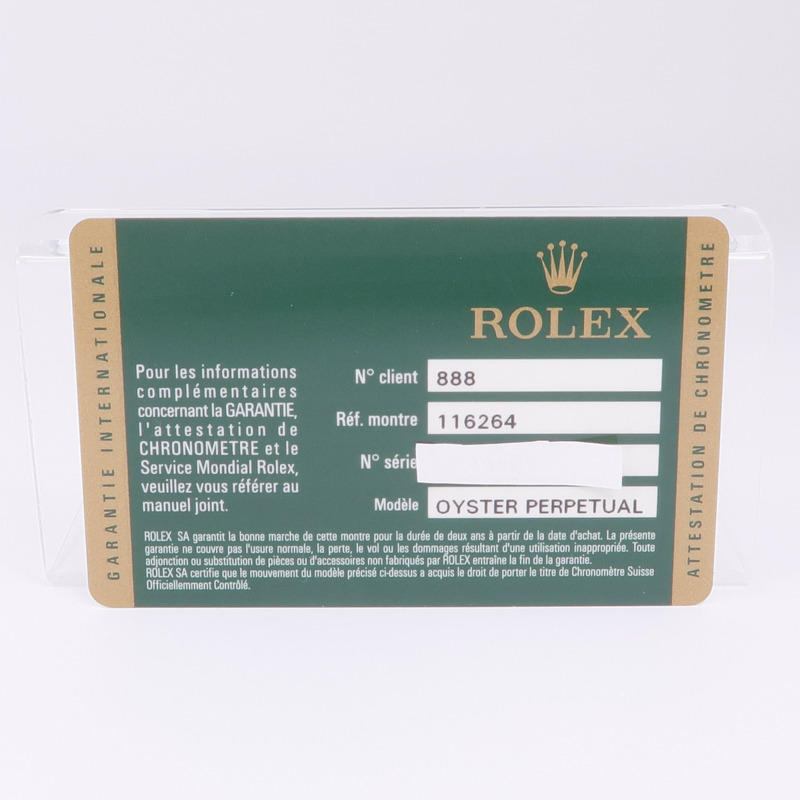 GARANTIE INTERNATIONALE
ROLEX
Pour les informations
complémentaires
concernant la GARANTIE,
l'attestation de
CHRONOMETRE et le
Service Mondial Rolex,
veuillez vous référer au
manuel joint.
N° client 888
Réf. montre 116264
N° série
Modèle OYSTER PERPETUAL
ROLEX SA garantit la bonne marche de cette montre pour la durée de deux ans à partir de la date d'achat. La présente
garantie ne couvre pas l'usure normale, la perte, le vol ou les dommages résultant d'une utilisation inappropriée. Toute
adjonction ou substitution de pièces ou d'accessoires non fabriqués par ROLEX entraîne la fin de la garantie.
ROLEX SA certifie que le mouvement du modèle précisé ci-dessus a acquis le droit de porter le titre de Chronomètre Suisse
Officiellement Contrôlé.
ATTESTATION DE CHRONOMETRE